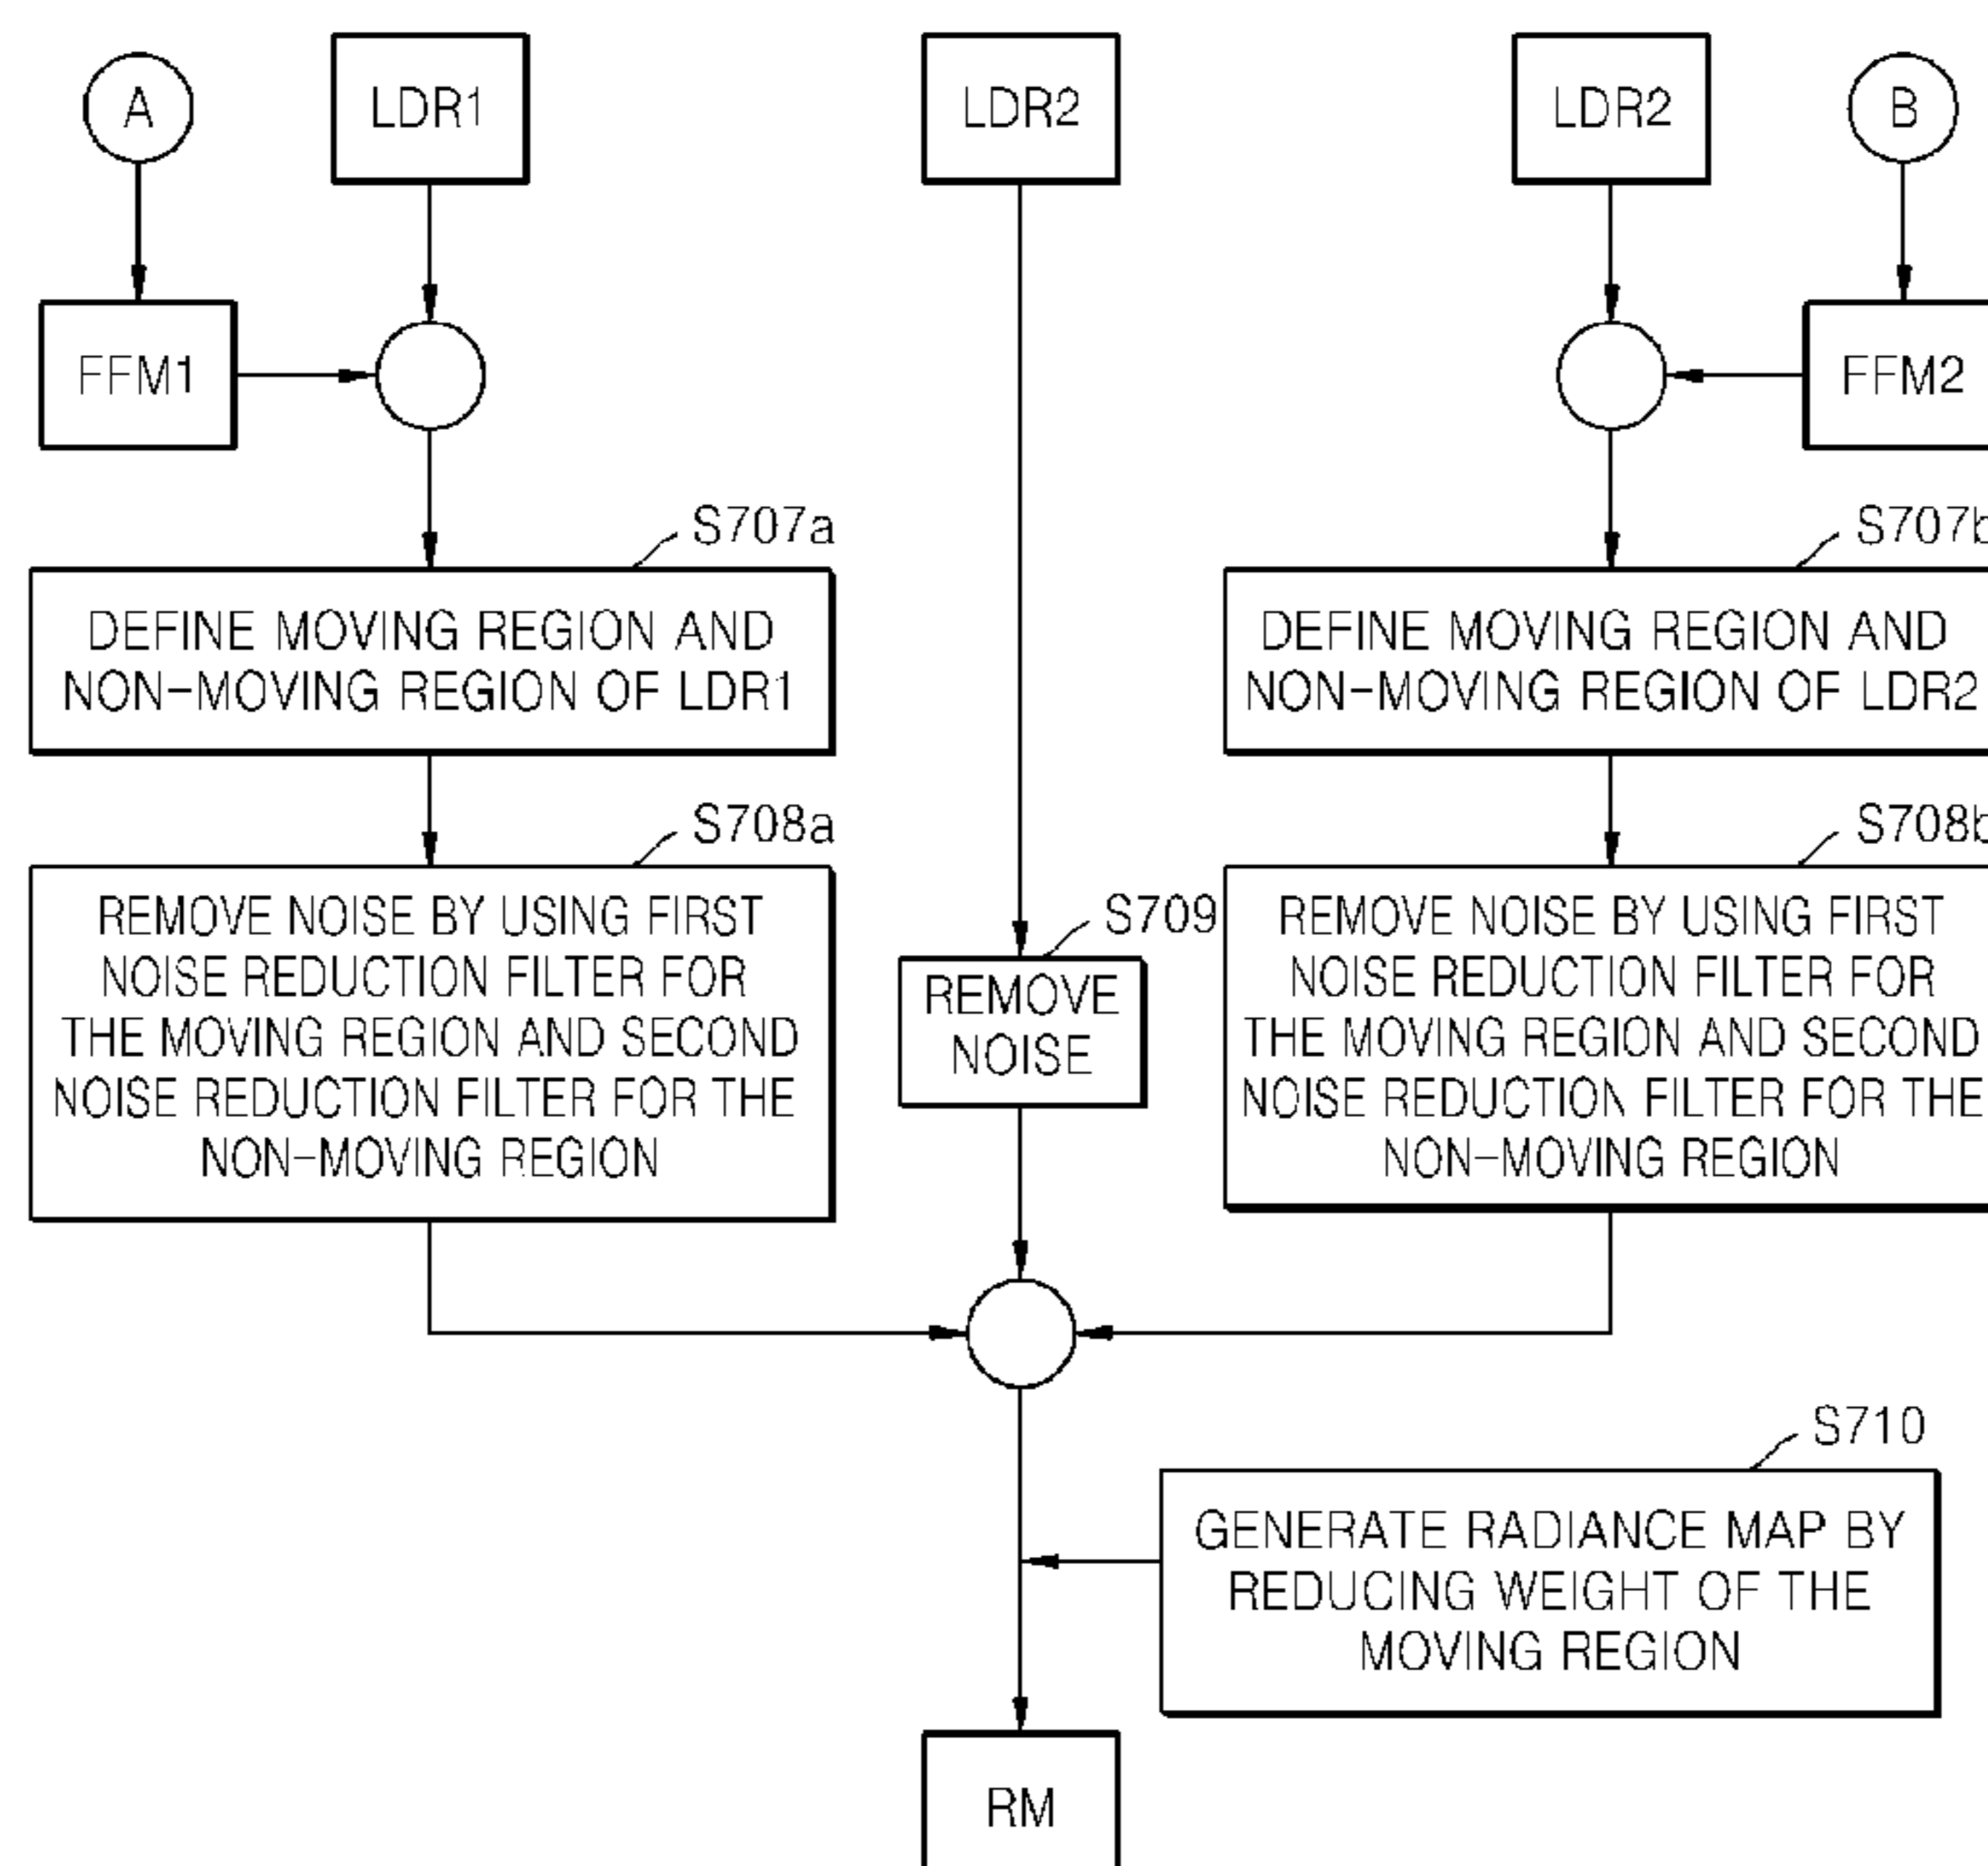 A
LDR1
LDR2
LDR2
B
FFM1
FFM2
S707a
S707b
DEFINE MOVING REGION AND
NON-MOVING REGION OF LDR1
DEFINE MOVING REGION AND
NON-MOVING REGION OF LDR2
S708a
S708b
REMOVE NOISE BY USING FIRST
NOISE REDUCTION FILTER FOR
THE MOVING REGION AND SECOND
NOISE REDUCTION FILTER FOR THE
NON-MOVING REGION
S709
REMOVE
NOISE
REMOVE NOISE BY USING FIRST
NOISE REDUCTION FILTER FOR
THE MOVING REGION AND SECOND
NOISE REDUCTION FILTER FOR THE
NON-MOVING REGION
S710
GENERATE RADIANCE MAP BY
REDUCING WEIGHT OF THE
MOVING REGION
RM